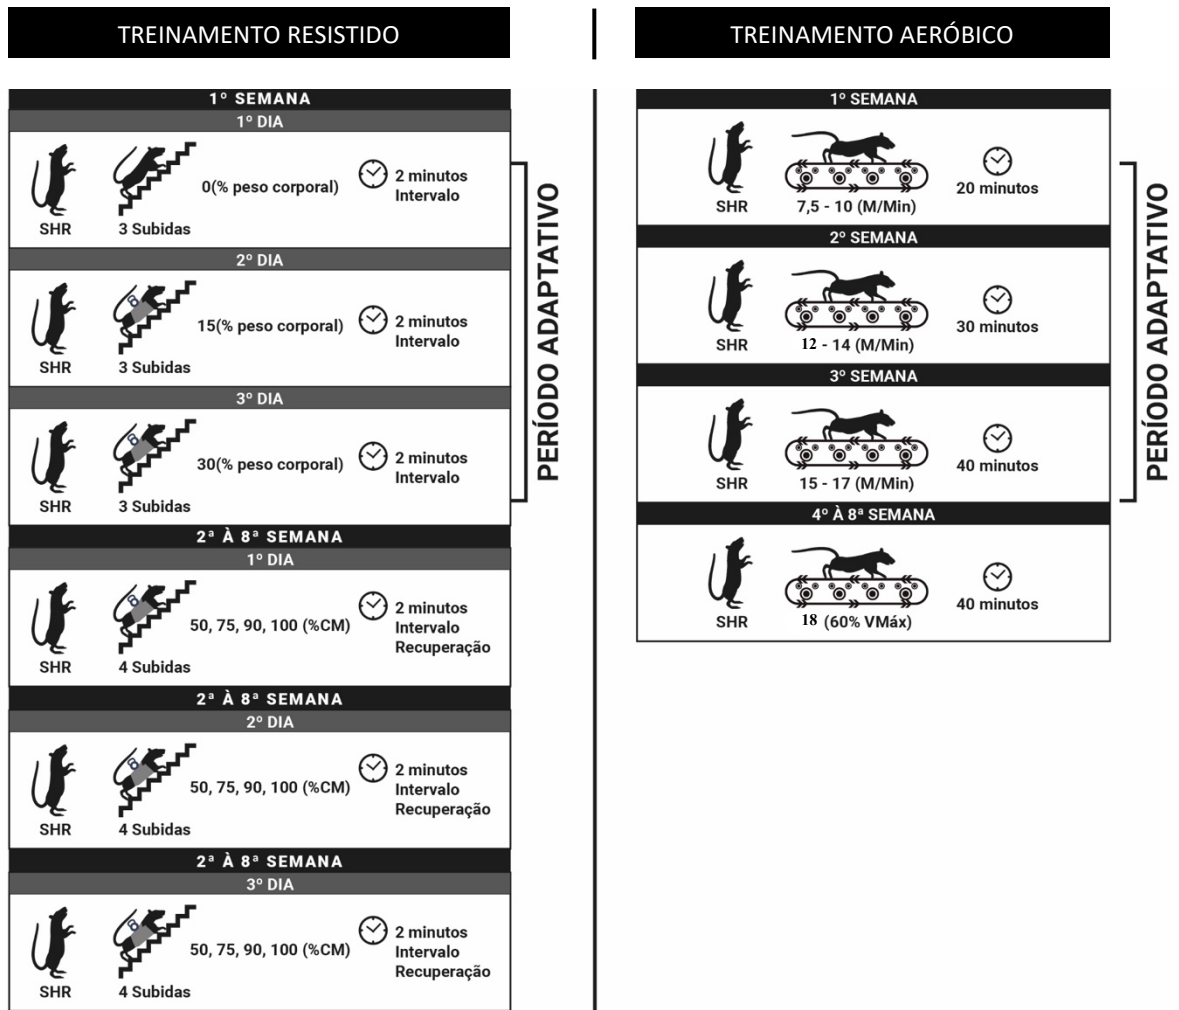 TREINAMENTO RESISTIDO
1º SEMANA
1º DIA
0(% peso corporal)
2 minutos
Intervalo
SHR
3 Subidas
2º DIA
15(% peso corporal)
2 minutos
Intervalo
SHR
3 Subidas
3º DIA
30(% peso corporal)
2 minutos
Intervalo
SHR
3 Subidas
PERÍODO ADAPTATIVO
2ª À 8ª SEMANA
1º DIA
50, 75, 90, 100 (%CM)
2 minutos
Intervalo
Recuperação
SHR
4 Subidas
2ª À 8ª SEMANA
2º DIA
50, 75, 90, 100 (%CM)
2 minutos
Intervalo
Recuperação
SHR
4 Subidas
2ª À 8ª SEMANA
3º DIA
50, 75, 90, 100 (%CM)
2 minutos
Intervalo
Recuperação
SHR
4 Subidas
TREINAMENTO AERÓBICO
1º SEMANA
20 minutos
SHR
7,5 - 10 (M/Min)
2º SEMANA
30 minutos
SHR
12 - 14 (M/Min)
3º SEMANA
40 minutos
SHR
15 - 17 (M/Min)
PERÍODO ADAPTATIVO
4º À 8ª SEMANA
40 minutos
SHR
18 (60% VMáx)